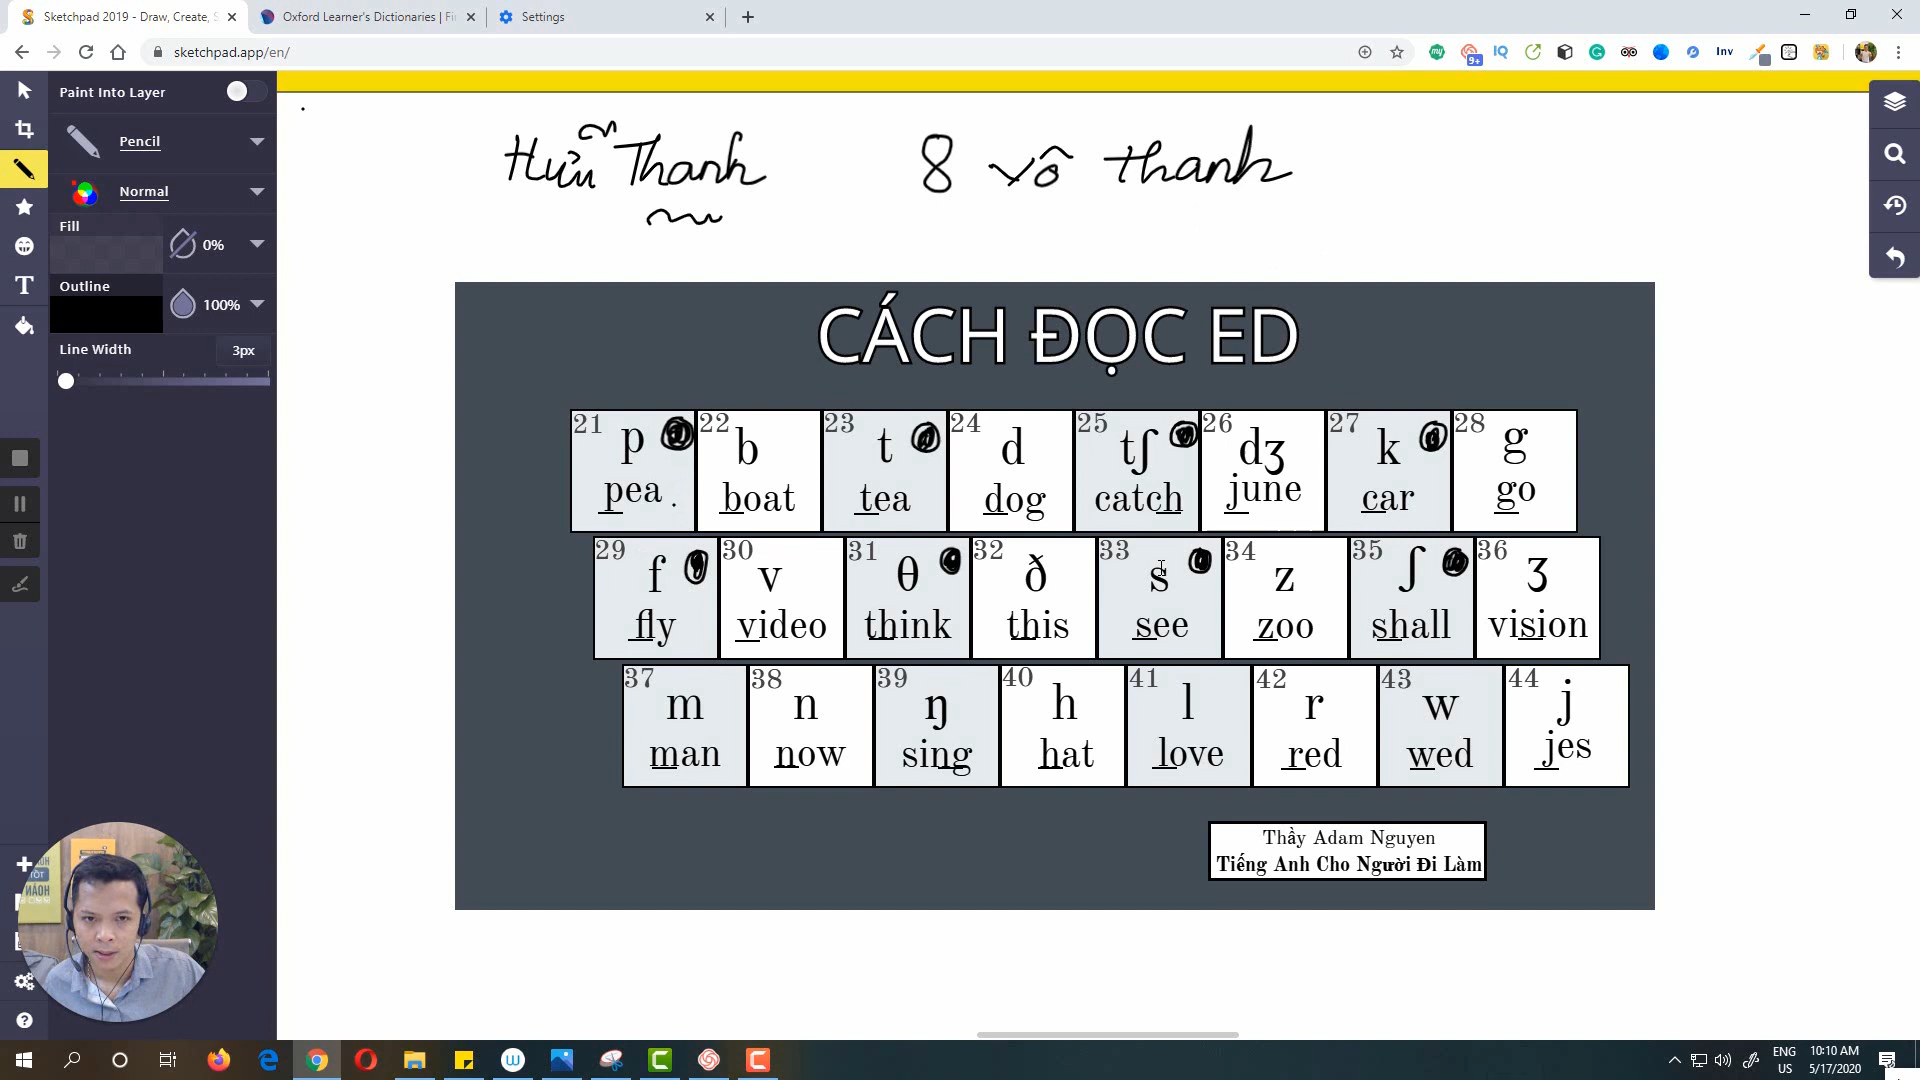 Sketchpad 2019 - Draw, Create, S
Oxford Learner's Dictionaries | Fi
Settings
sketchpad.app/en/
9+
IQ
Inv
Paint Into Layer
Pencil
Normal
Fill
0%
Outline
100%
Line Width
3px
Thanh 8 vô thanh
CÁCH ĐỌC ED
21 p pea
22 b boat
23 t tea
24 d dog
25 tʃ catch
26 dʒ june
27 k car
28 g go
29 f fly
30 v video
31 θ think
32 ð this
33 s see
34 z zoo
35 ʃ shall
36 ʒ vision
37 m man
38 n now
39 ŋ sing
40 h hat
41 l love
42 r red
43 w wed
44 j jes
Thầy Adam Nguyen
Tiếng Anh Cho Người Đi Làm
ENG
US
10:10 AM
5/17/2020